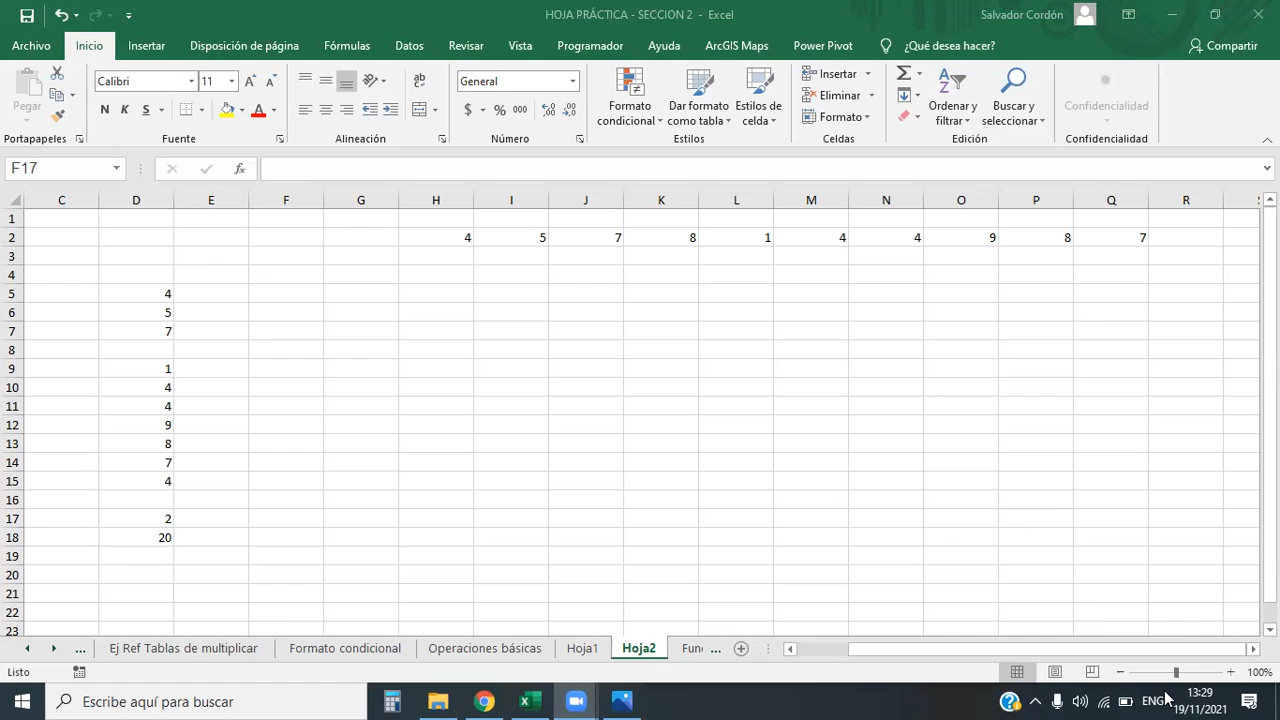 HOJA PRÁCTICA - SECCION 2 - Excel
Salvador Cordón
Archivo Inicio Insertar Disposición de página Fórmulas Datos Revisar Vista Programador Ayuda ArcGIS Maps Power Pivot ¿Qué desea hacer? Compartir
Pegar
Calibri 11
N K S
ab
General
$ % 000
Formato condicional
Dar formato como tabla
Estilos de celda
Insertar
Eliminar
Formato
Ordenar y filtrar
Buscar y seleccionar
Confidencialidad
Portapapeles Fuente Alineación Número Estilos Celdas Edición Confidencialidad
F17 fx
C D E F G H I J K L M N O P Q R S
1
2 4 5 7 8 1 4 4 9 8 7
3
4
5 4
6 5
7 7
8
9 1
10 4
11 4
12 9
13 8
14 7
15 4
16
17 2
18 20
19
20
21
22
23
... Ej Ref Tablas de multiplicar Formato condicional Operaciones básicas Hoja1 Hoja2 Fun ...
Listo 100%
Escribe aquí para buscar
ENG
13:29
19/11/2021